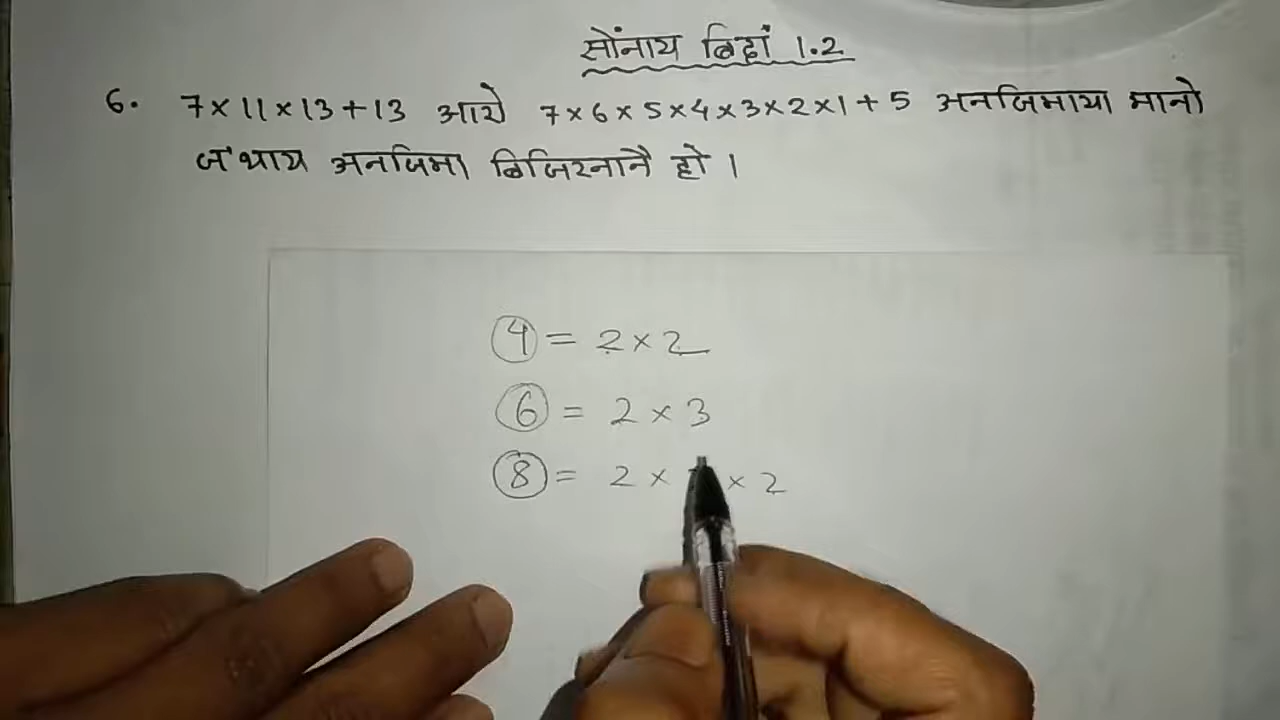 सोंनाय बिदां 1.2
6. 7 × 11 × 13 + 13 आरो 7 × 6 × 5 × 4 × 3 × 2 × 1 + 5 अनजिमाया मानो
ज'थाय अनजिमा बिजिरनानै हो ।
4 = 2 × 2
6 = 2 × 3
8 = 2 × × 2